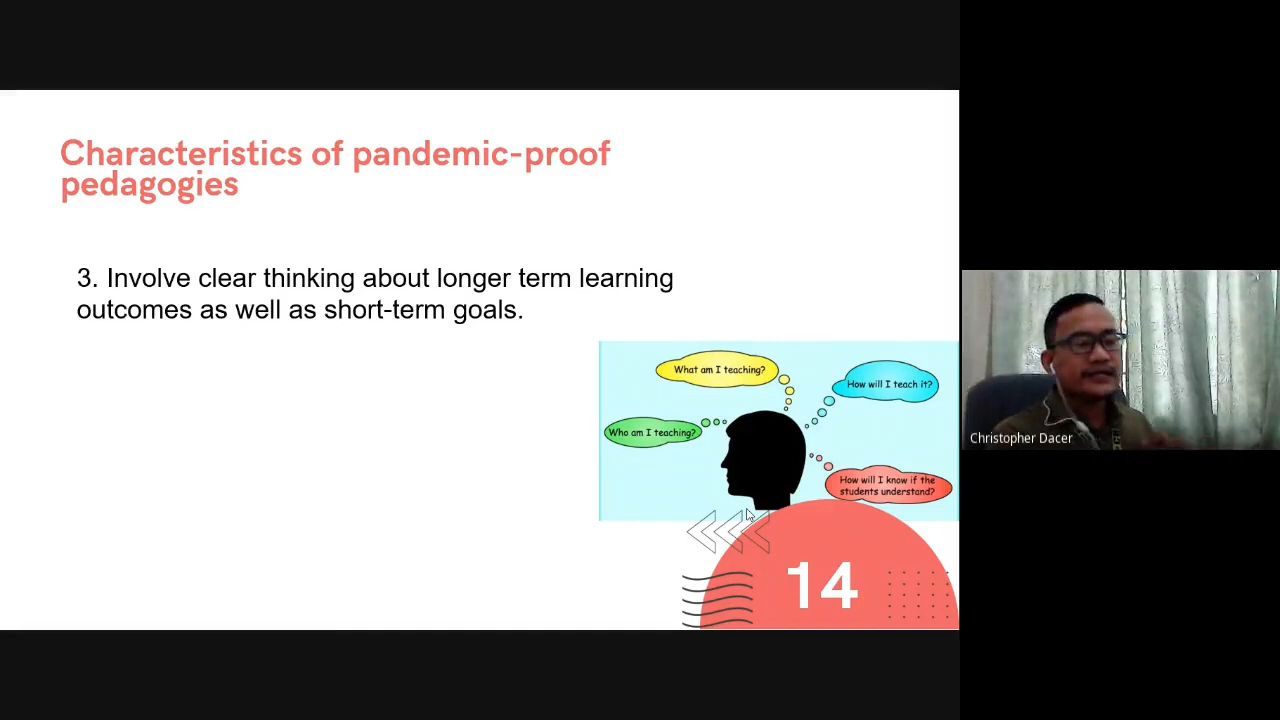 Characteristics of pandemic-proof
pedagogies
3. Involve clear thinking about longer term learning
outcomes as well as short-term goals.
What am I teaching?
How will I teach it?
Who am I teaching?
How will I know if the
students understand?
14
Christopher Dacer